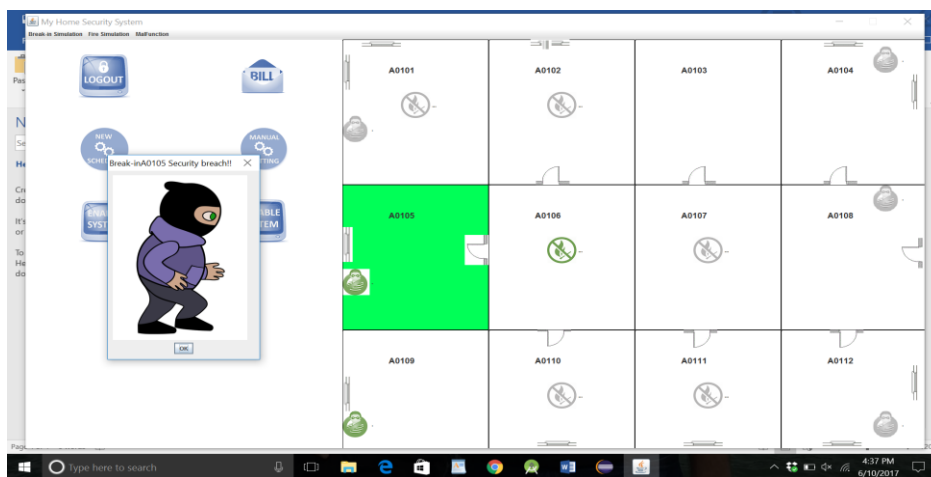 My Home Security System
Break-in Simulation Fire Simulation Malfunction
LOGOUT
BILL
NEW
MANUAL
Break-inA0105 Security breach!!
OK
A0101
A0102
A0103
A0104
A0105
A0106
A0107
A0108
A0109
A0110
A0111
A0112
Type here to search
4:37 PM
6/10/2017